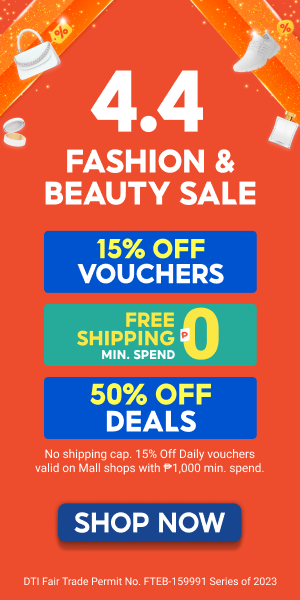 %
%
4.4
FASHION &
BEAUTY SALE
15% OFF
VOUCHERS
FREE
SHIPPING
MIN. SPEND
₱0
50% OFF
DEALS
No shipping cap. 15% Off Daily vouchers
valid on Mall shops with ₱1,000 min. spend.
SHOP NOW
DTI Fair Trade Permit No. FTEB-159991 Series of 2023